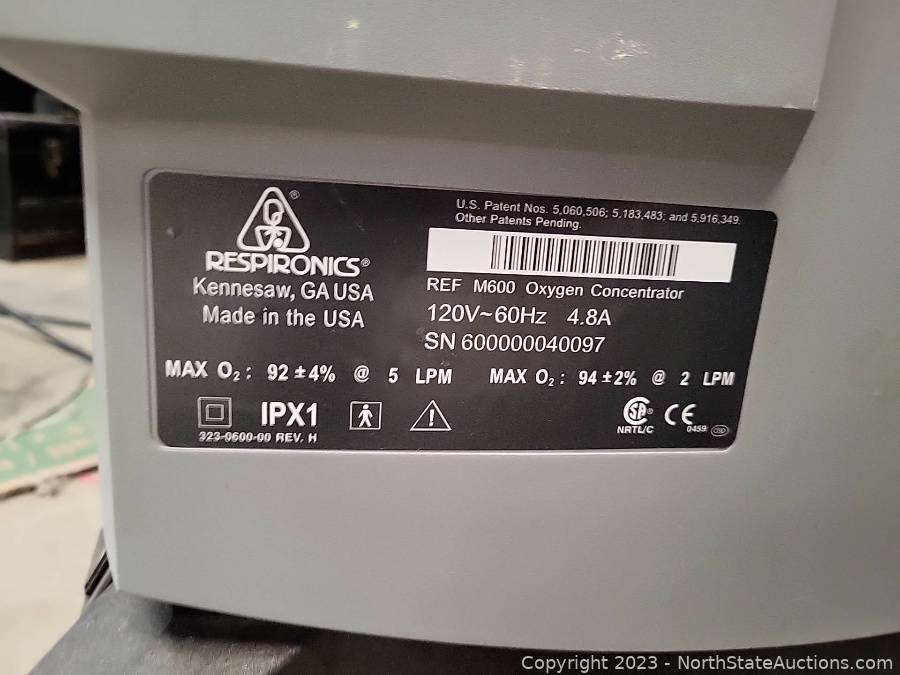 U.S. Patent Nos. 5,060,506; 5,183,483; and 5,916,349.
Other Patents Pending.
RESPIRONICS®
Kennesaw, GA USA
Made in the USA
REF M600 Oxygen Concentrator
120V~60Hz 4.8A
SN 600000040097
MAX O₂: 92 ±4% @ 5 LPM MAX O₂: 94 ±2% @ 2 LPM
IPX1
323-0600-00 REV. H
SA®
NRTL/C
CE
0459
Copyright © 2023 - NorthStateAuctions.com